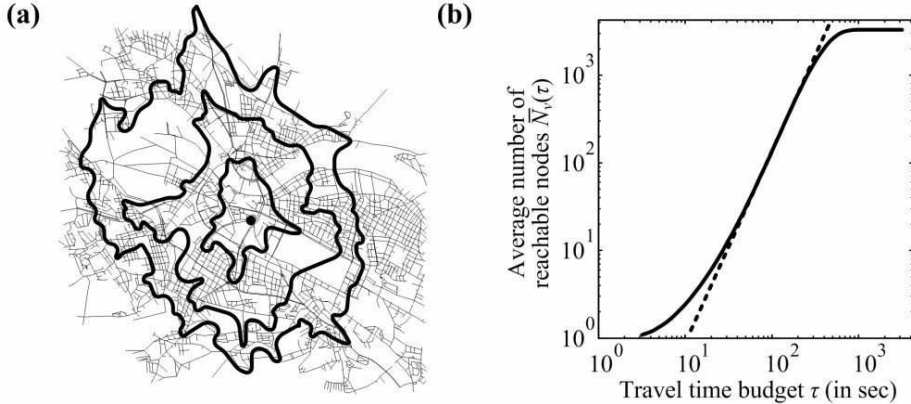 (a)
(b)
Average number of
reachable nodes N̅ᵥ(τ)
10³
10²
10¹
10⁰
10⁰ 10¹ 10² 10³
Travel time budget τ (in sec)